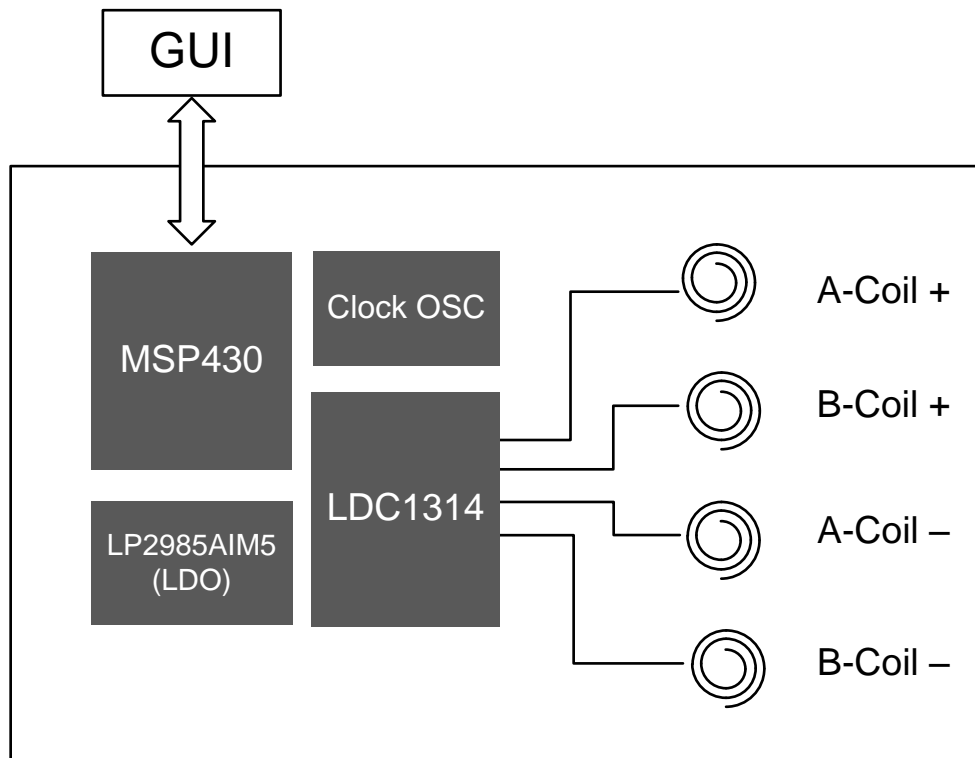 GUI
MSP430
Clock OSC
LP2985AIM5
(LDO)
LDC1314
A-Coil +
B-Coil +
A-Coil –
B-Coil –